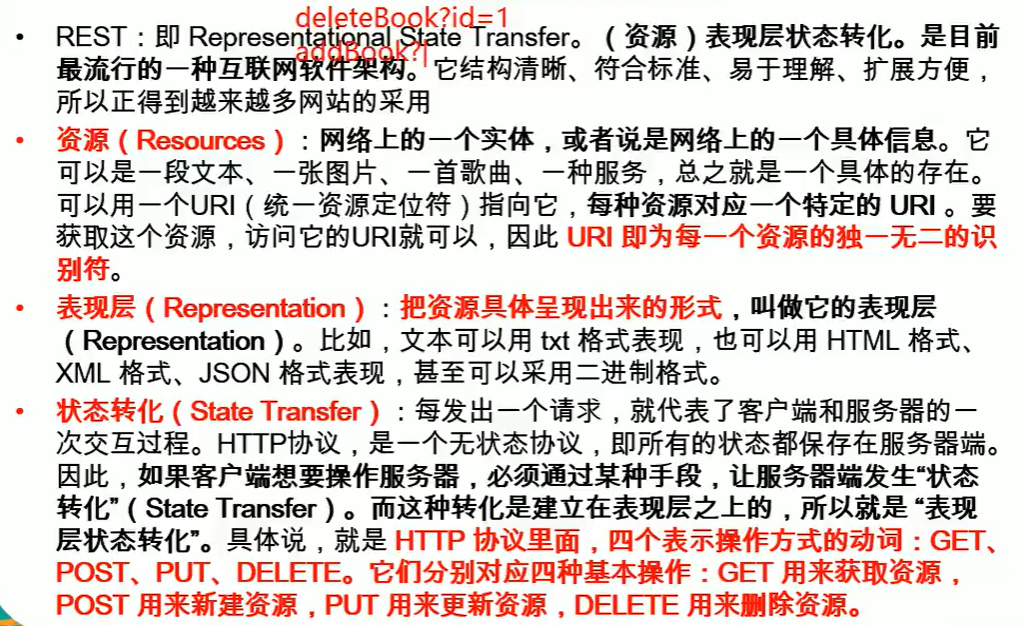 deleteBook?id=1
addBook?
• REST：即 Representational State Transfer。（资源）表现层状态转化。是目前
最流行的一种互联网软件架构。它结构清晰、符合标准、易于理解、扩展方便，
所以正得到越来越多网站的采用
• 资源（Resources）：网络上的一个实体，或者说是网络上的一个具体信息。它
可以是一段文本、一张图片、一首歌曲、一种服务，总之就是一个具体的存在。
可以用一个URI（统一资源定位符）指向它，每种资源对应一个特定的 URI 。要
获取这个资源，访问它的URI就可以，因此 URI 即为每一个资源的独一无二的识
别符。
• 表现层（Representation）：把资源具体呈现出来的形式，叫做它的表现层
（Representation）。比如，文本可以用 txt 格式表现，也可以用 HTML 格式、
XML 格式、JSON 格式表现，甚至可以采用二进制格式。
• 状态转化（State Transfer）：每发出一个请求，就代表了客户端和服务器的一
次交互过程。HTTP协议，是一个无状态协议，即所有的状态都保存在服务器端。
因此，如果客户端想要操作服务器，必须通过某种手段，让服务器端发生“状态
转化”（State Transfer）。而这种转化是建立在表现层之上的，所以就是 “表现
层状态转化”。具体说，就是 HTTP 协议里面，四个表示操作方式的动词：GET、
POST、PUT、DELETE。它们分别对应四种基本操作：GET 用来获取资源，
POST 用来新建资源，PUT 用来更新资源，DELETE 用来删除资源。